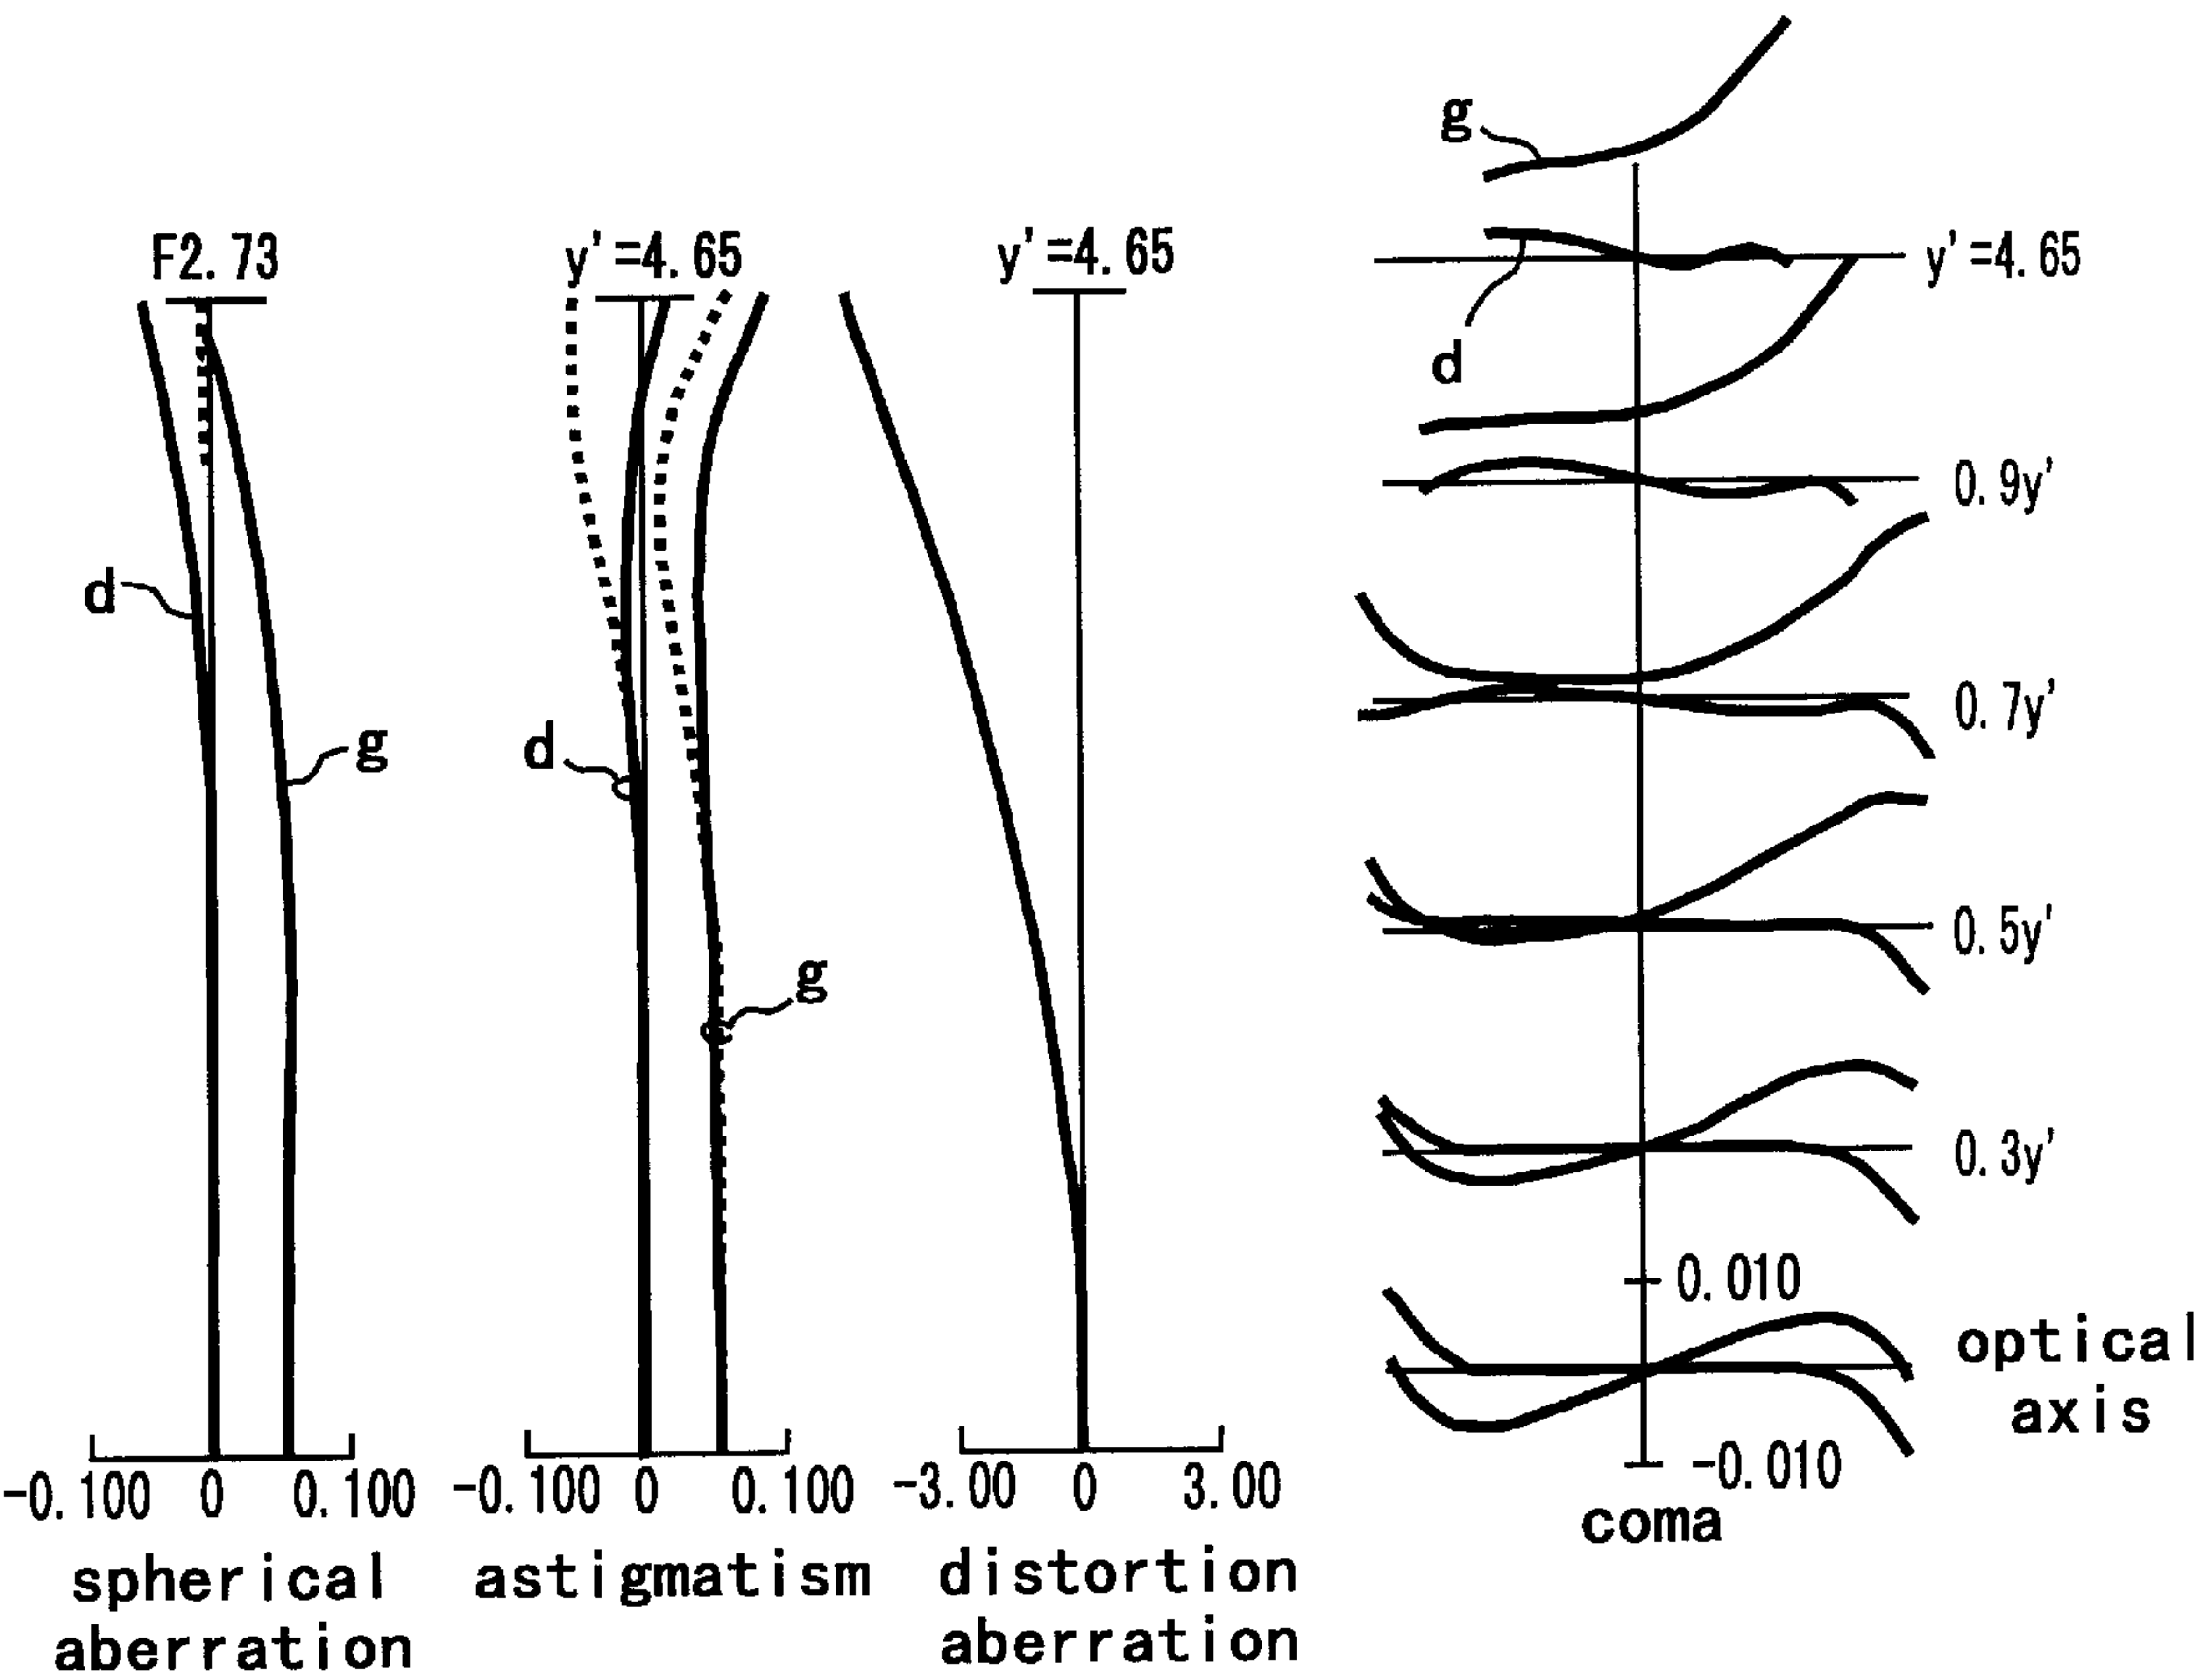 F2.73
d
g
-0.100 0 0.100
spherical
aberration
y'=4.65
d
g
-0.100 0 0.100
astigmatism
y'=4.65
-3.00 0 3.00
distortion
aberration
g
y'=4.65
d
0.9y'
0.7y'
0.5y'
0.3y'
0.010
optical
axis
-0.010
coma